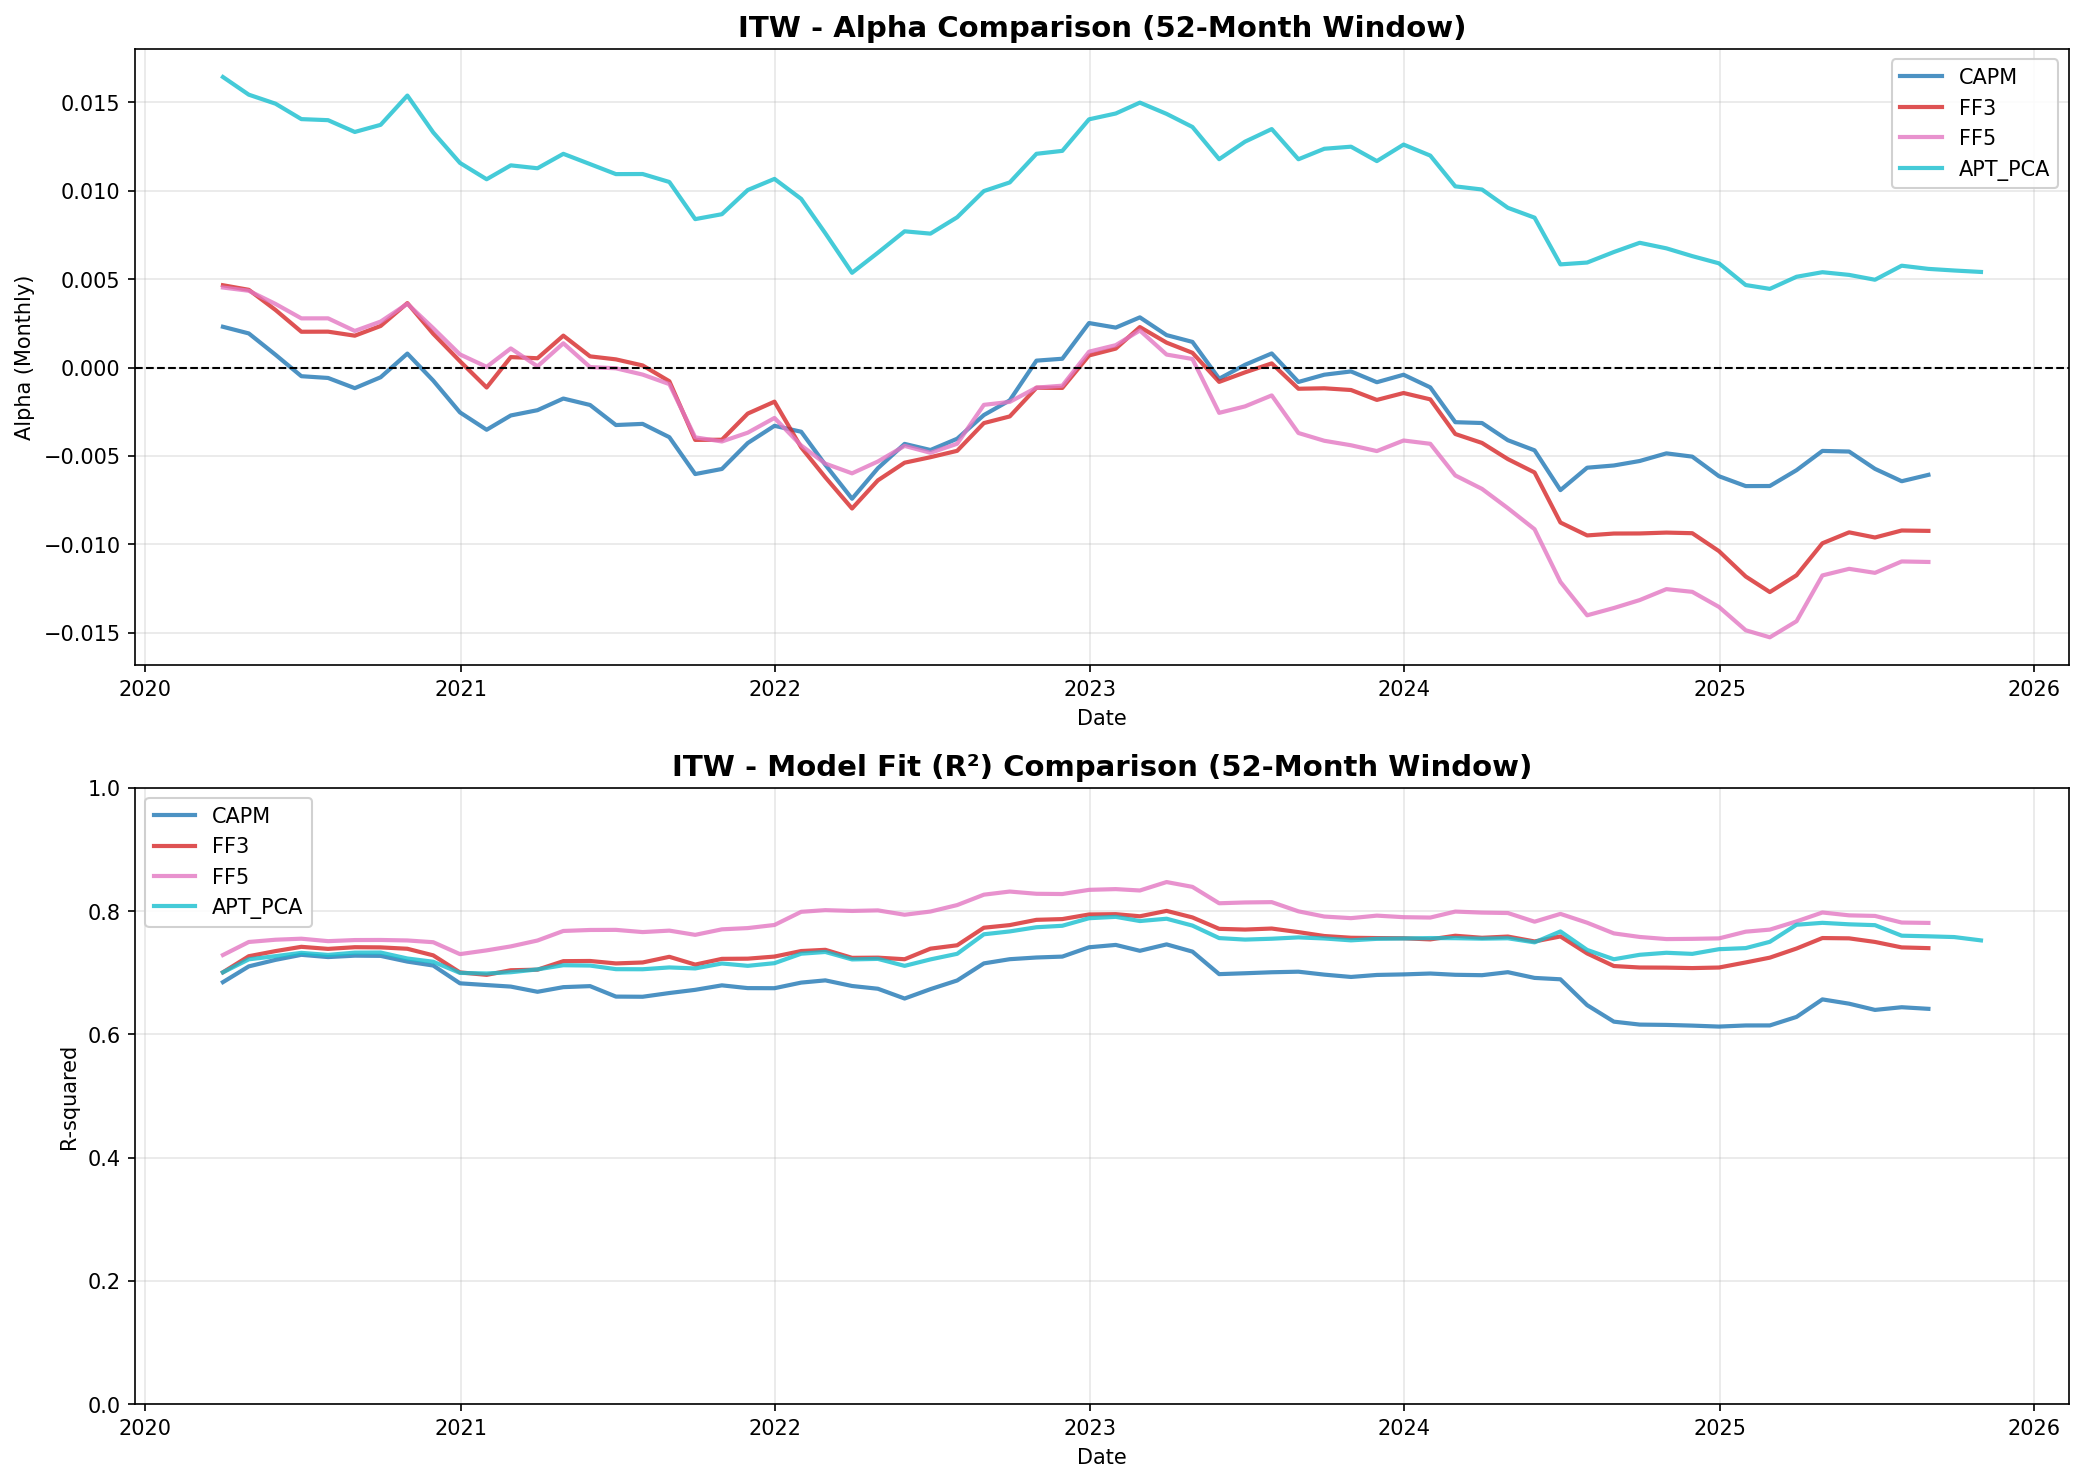 ITW - Alpha Comparison (52-Month Window)
CAPM
FF3
FF5
APT_PCA
0.015
0.010
0.005
0.000
−0.005
−0.010
−0.015
Alpha (Monthly)
2020 2021 2022 2023 2024 2025 2026
Date
ITW - Model Fit (R²) Comparison (52-Month Window)
CAPM
FF3
FF5
APT_PCA
1.0
0.8
0.6
0.4
0.2
0.0
R-squared
2020 2021 2022 2023 2024 2025 2026
Date